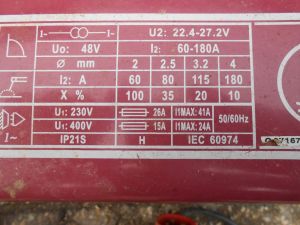 1~ U2: 22.4-27.2V
Uo: 48V I2: 60-180A
Ø mm 2 2.5 3.2 4
I2: A 60 80 115 180
X % 100 35 20 10
U1: 230V 26A I1MAX: 41A 50/60Hz
U1: 400V 15A I1MAX: 24A
IP21S H IEC 60974